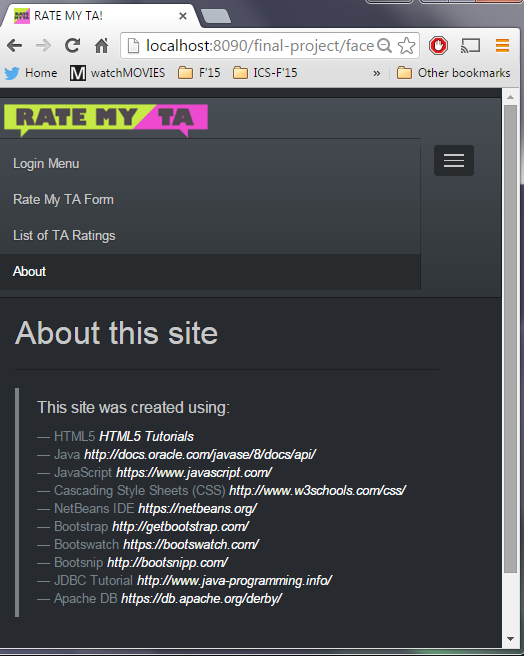 RATE MY TA!
localhost:8090/final-project/face
Home watchMOVIES F'15 ICS-F'15 » Other bookmarks
RATE MY TA
Login Menu
Rate My TA Form
List of TA Ratings
About
About this site
This site was created using:
— HTML5 HTML5 Tutorials
— Java http://docs.oracle.com/javase/8/docs/api/
— JavaScript https://www.javascript.com/
— Cascading Style Sheets (CSS) http://www.w3schools.com/css/
— NetBeans IDE https://netbeans.org/
— Bootstrap http://getbootstrap.com/
— Bootswatch https://bootswatch.com/
— Bootsnip http://bootsnipp.com/
— JDBC Tutorial http://www.java-programming.info/
— Apache DB https://db.apache.org/derby/